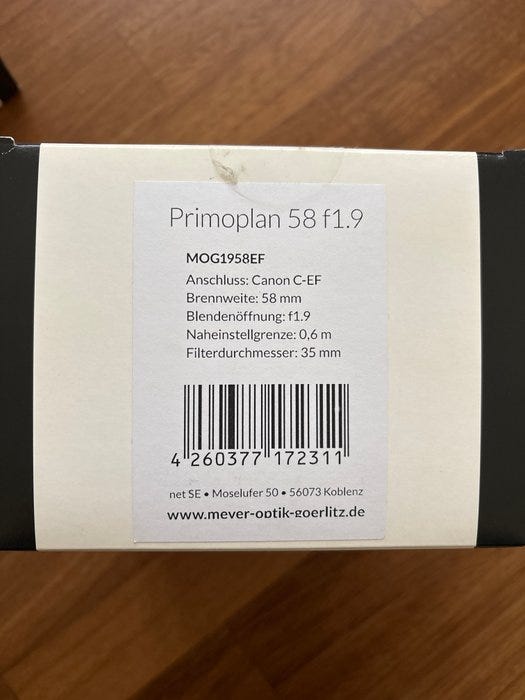 Primoplan 58 f1.9
MOG1958EF
Anschluss: Canon C-EF
Brennweite: 58 mm
Blendenöffnung: f1.9
Naheinstellgrenze: 0,6 m
Filterdurchmesser: 35 mm
4 260377 172311
net SE • Moselufer 50 • 56073 Koblenz
www.meyer-optik-goerlitz.de